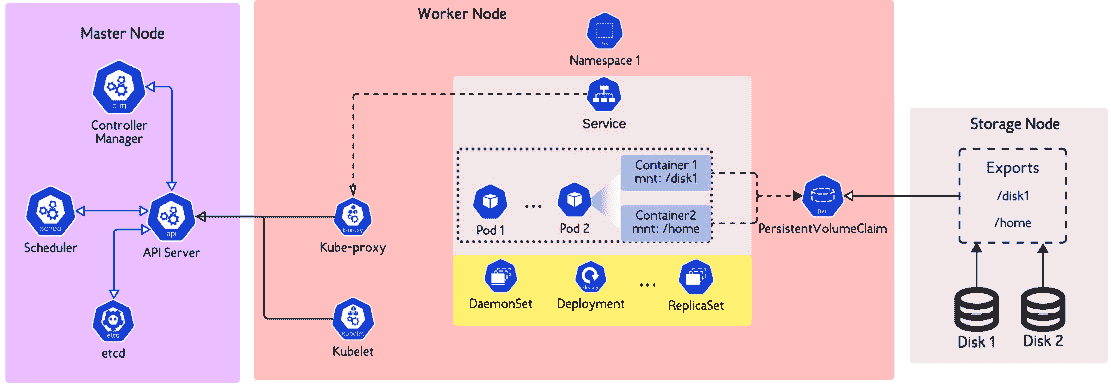 Master Node
c-m
Controller
Manager
sched
Scheduler
api
API Server
etcd
etcd
Worker Node
ns
Namespace 1
Service
k-proxy
Kube-proxy
kubelet
Kubelet
Pod 1
...
Pod 2
Container 1
mnt: /disk1
Container2
mnt: /home
DaemonSet
deploy
Deployment
...
ReplicaSet
pvc
PersistentVolumeClaim
Storage Node
Exports
/disk1
/home
Disk 1
Disk 2